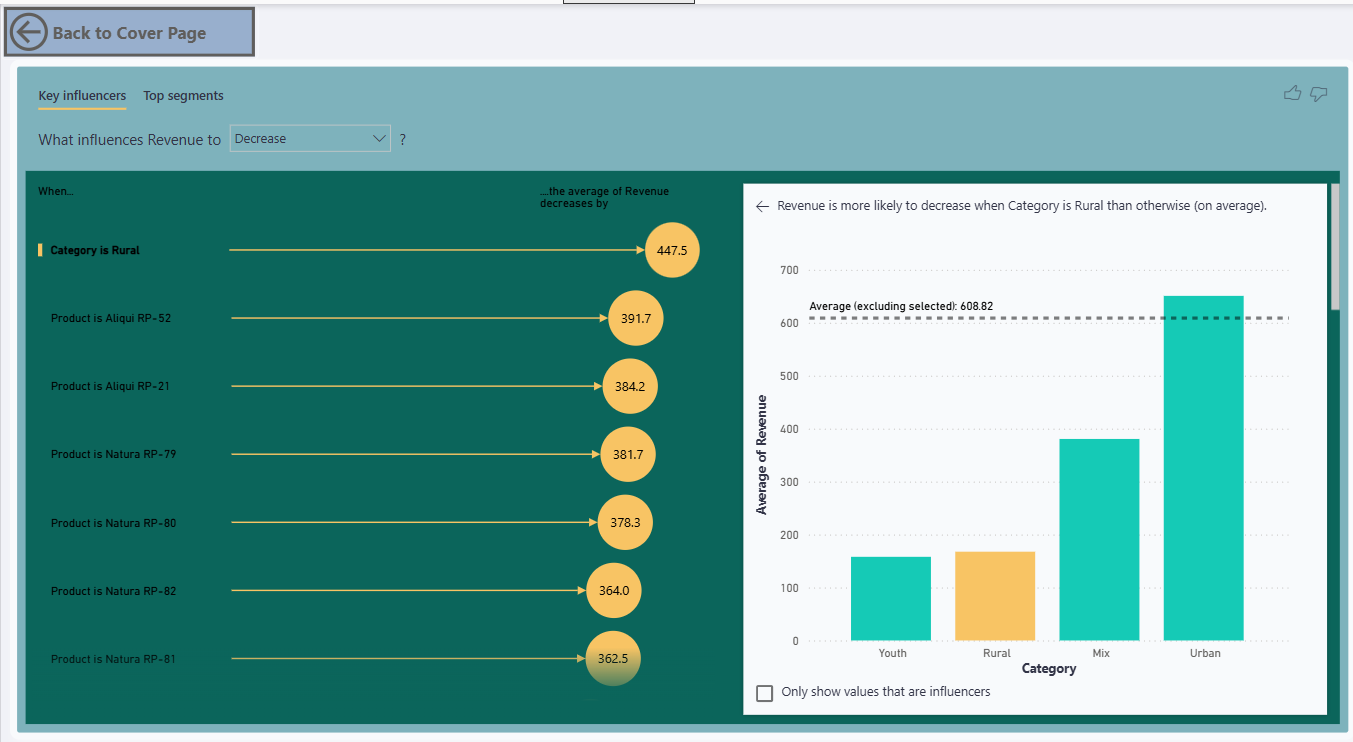 Back to Cover Page
Key influencers
Top segments
What influences Revenue to
Decrease
?
When...
....the average of Revenue
decreases by
Category is Rural
447.5
Product is Aliqui RP-52
391.7
Product is Aliqui RP-21
384.2
Product is Natura RP-79
381.7
Product is Natura RP-80
378.3
Product is Natura RP-82
364.0
Product is Natura RP-81
362.5
Revenue is more likely to decrease when Category is Rural than otherwise (on average).
700
Average (excluding selected): 608.82
600
500
400
300
200
100
0
Average of Revenue
Youth
Rural
Mix
Urban
Category
Only show values that are influencers